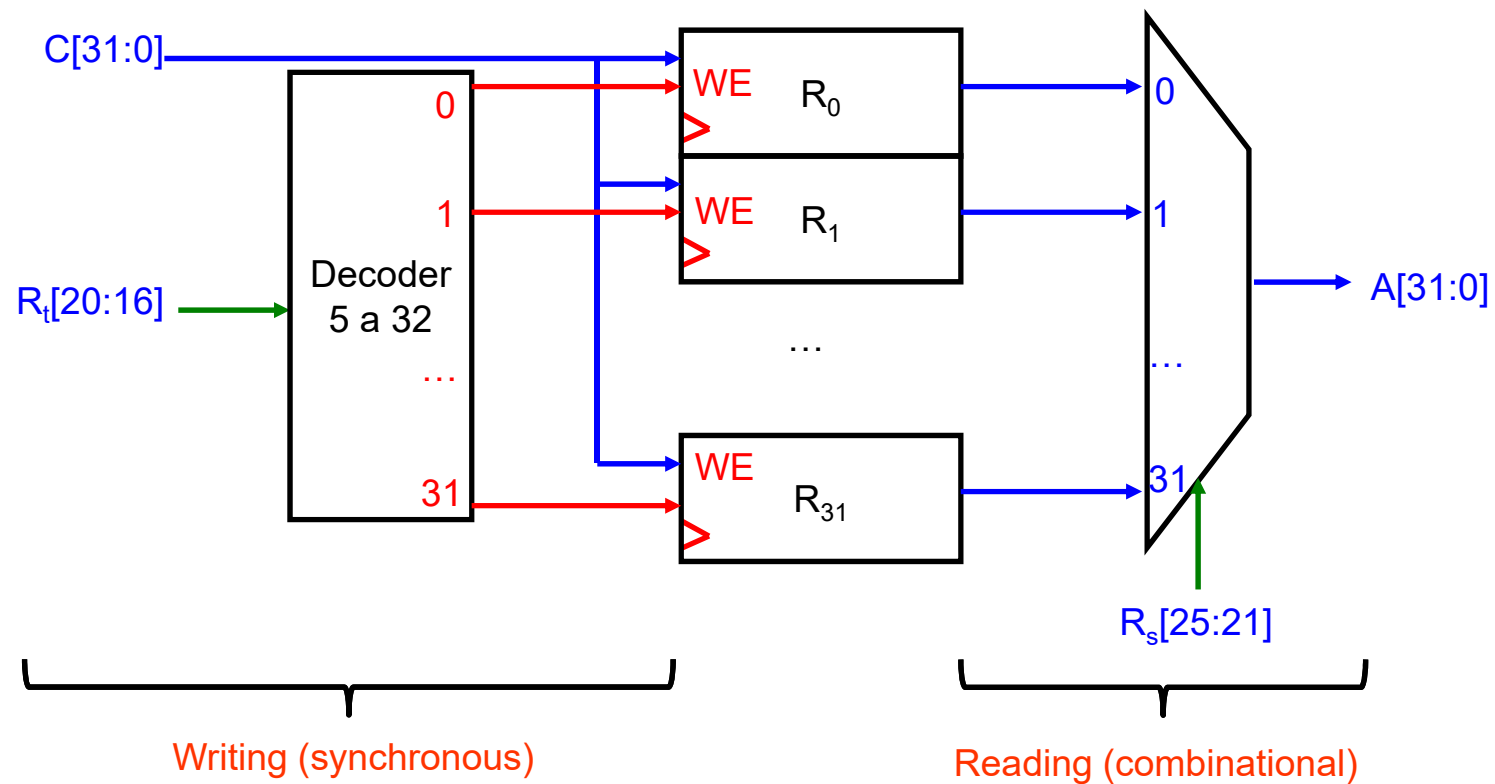 C[31:0]
0
WE
R₀
0
1
WE
R₁
1
Decoder
5 a 32
Rₜ[20:16]
A[31:0]
…
…
…
31
WE
R₃₁
31
Rₛ[25:21]
Writing (synchronous)
Reading (combinational)